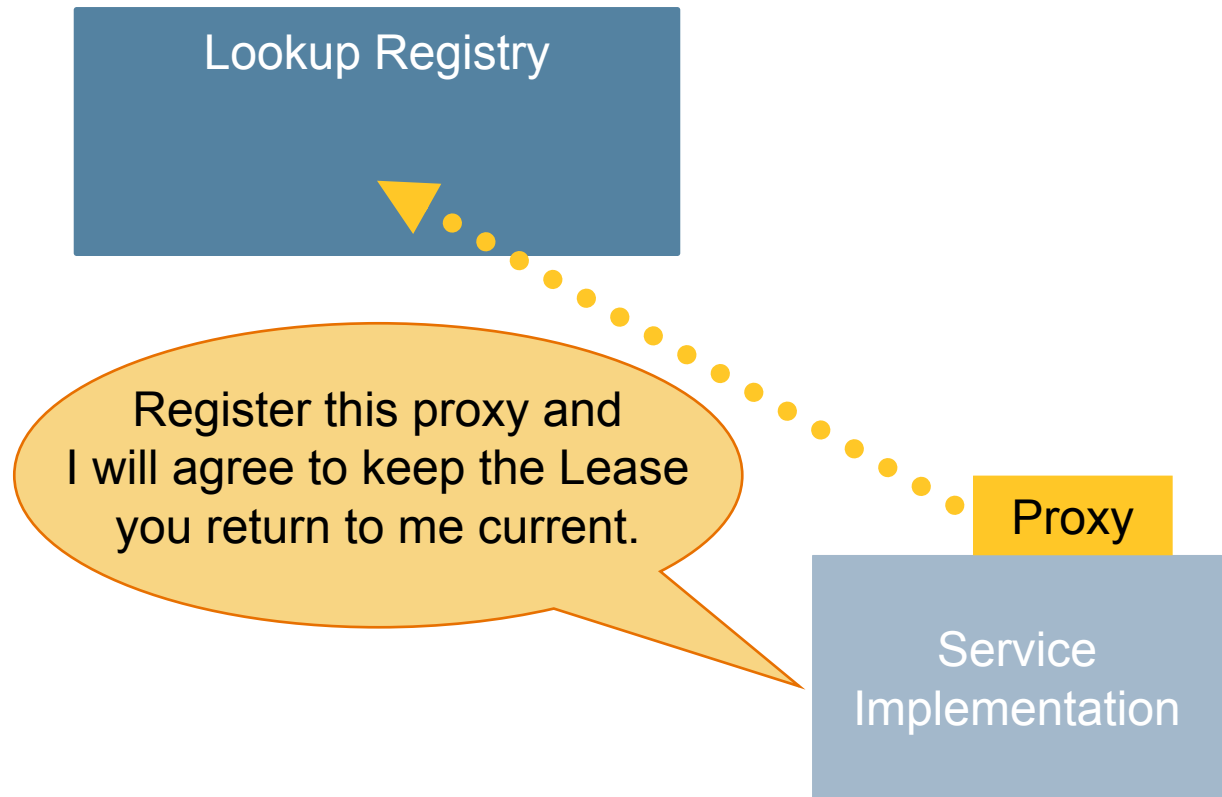 Lookup Registry
Register this proxy and
I will agree to keep the Lease
you return to me current.
Proxy
Service
Implementation